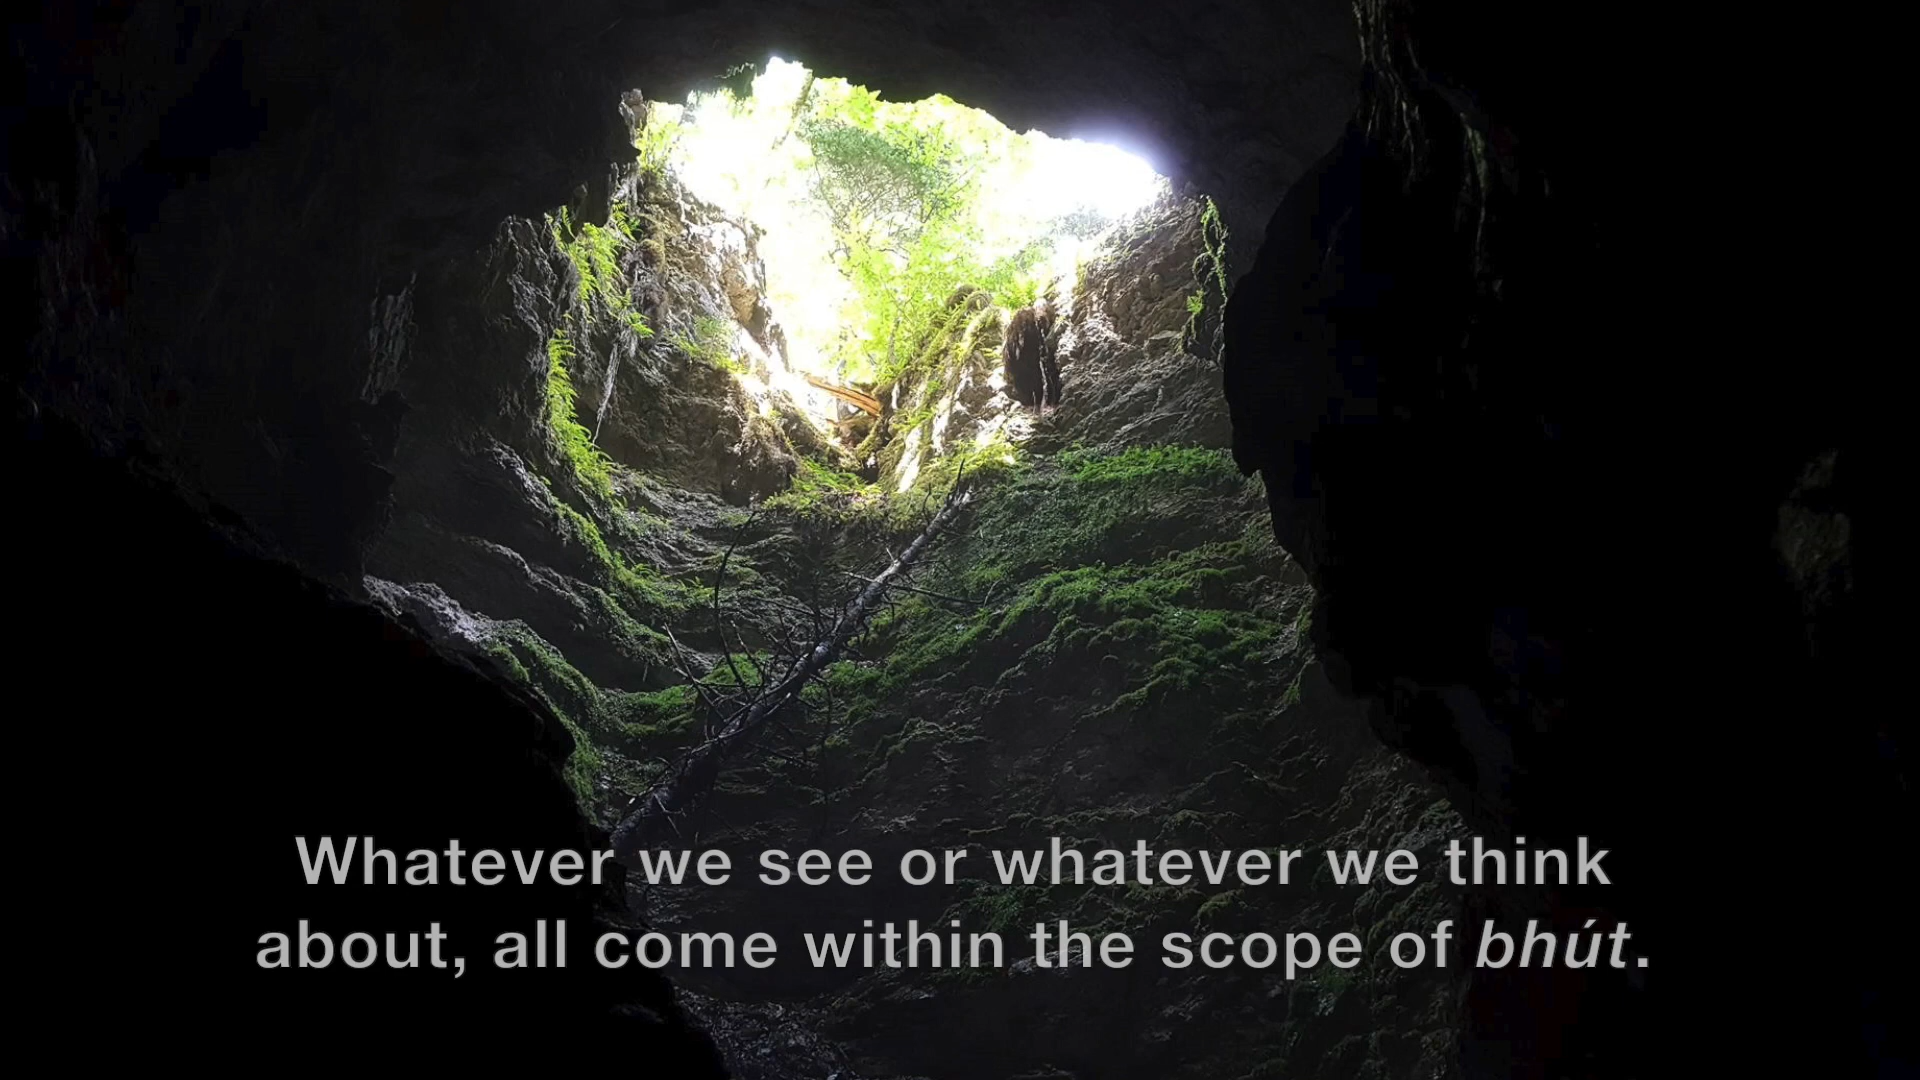 Whatever we see or whatever we think
about, all come within the scope of bhút.